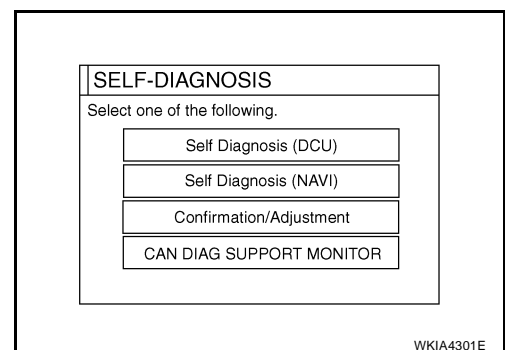 SELF-DIAGNOSIS
Select one of the following.
Self Diagnosis (DCU)
Self Diagnosis (NAVI)
Confirmation/Adjustment
CAN DIAG SUPPORT MONITOR
WKIA4301E